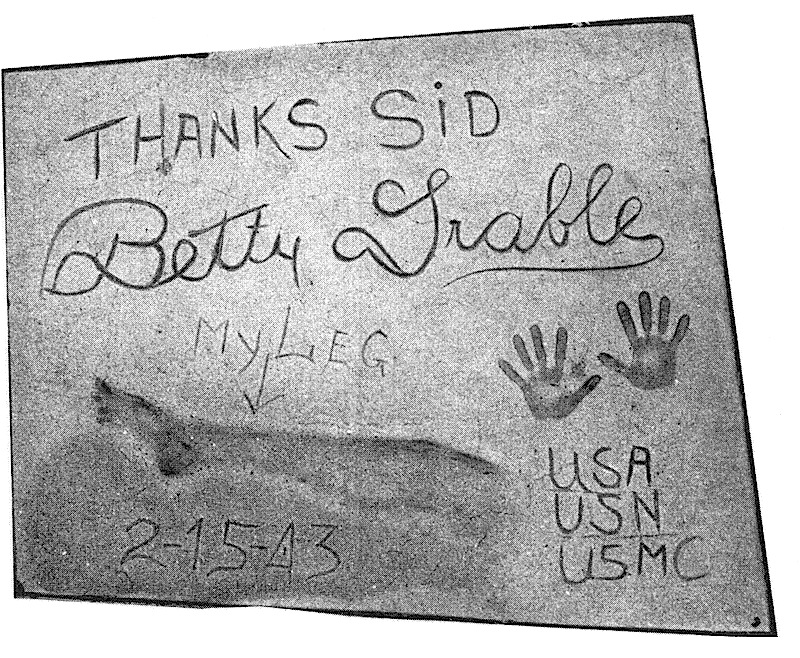 THANKS SiD
Betty Grable
My LEG
USA
USN
USMC
2-15-43